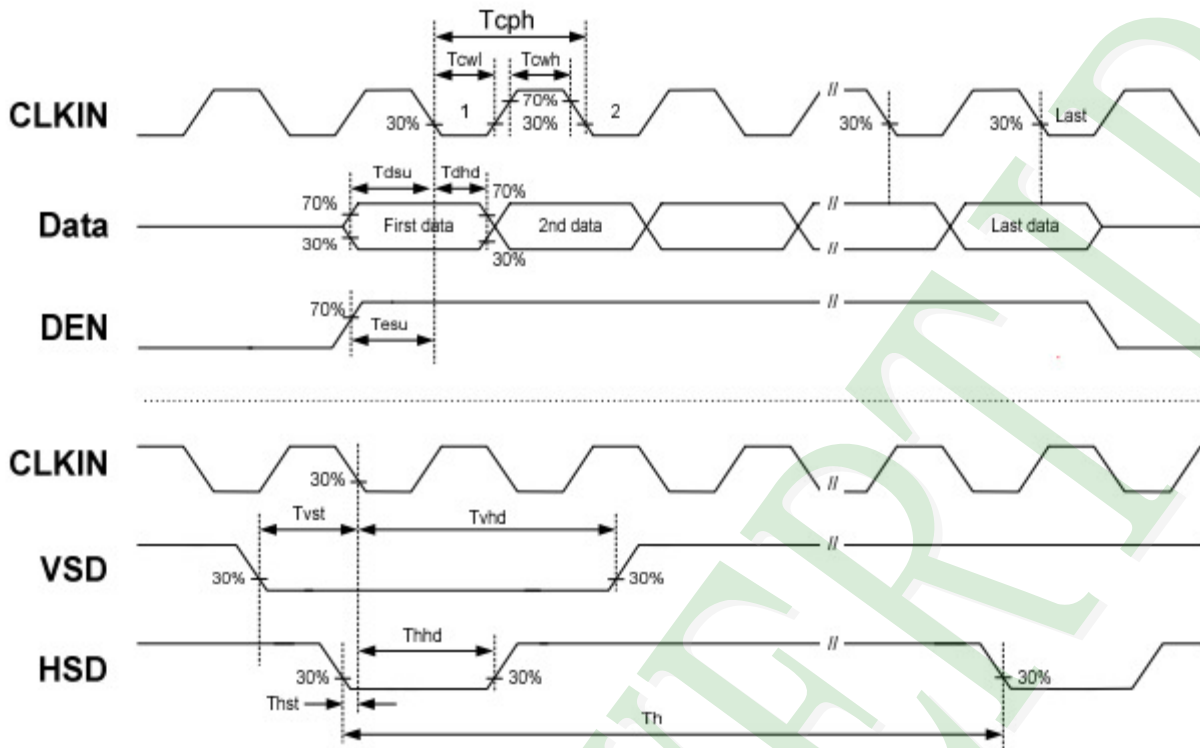 Tcph
Tcwl Tcwh
CLKIN 30% 1 70% 30% 2 // 30% 30% Last
Tdsu Tdhd
Data 70% 30% First data 70% 30% 2nd data // // Last data
DEN 70% Tesu //
CLKIN 30% //
Tvst Tvhd
VSD 30% 30% //
HSD 30% Thhd 30% // 30%
Thst
Th